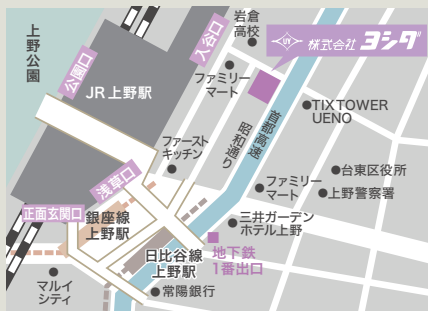 上野
公園
公園口
JR上野駅
入谷口
岩倉
高校
UY 株式会社 ヨシダ
ファミリー
マート
TIX TOWER
UENO
首都高速
昭和通り
ファースト
キッチン
浅草口
台東区役所
ファミリー
マート
上野警察署
正面玄関口
銀座線
上野駅
三井ガーデン
ホテル上野
日比谷線
上野駅
地下鉄
1番出口
マルイ
シティ
常陽銀行